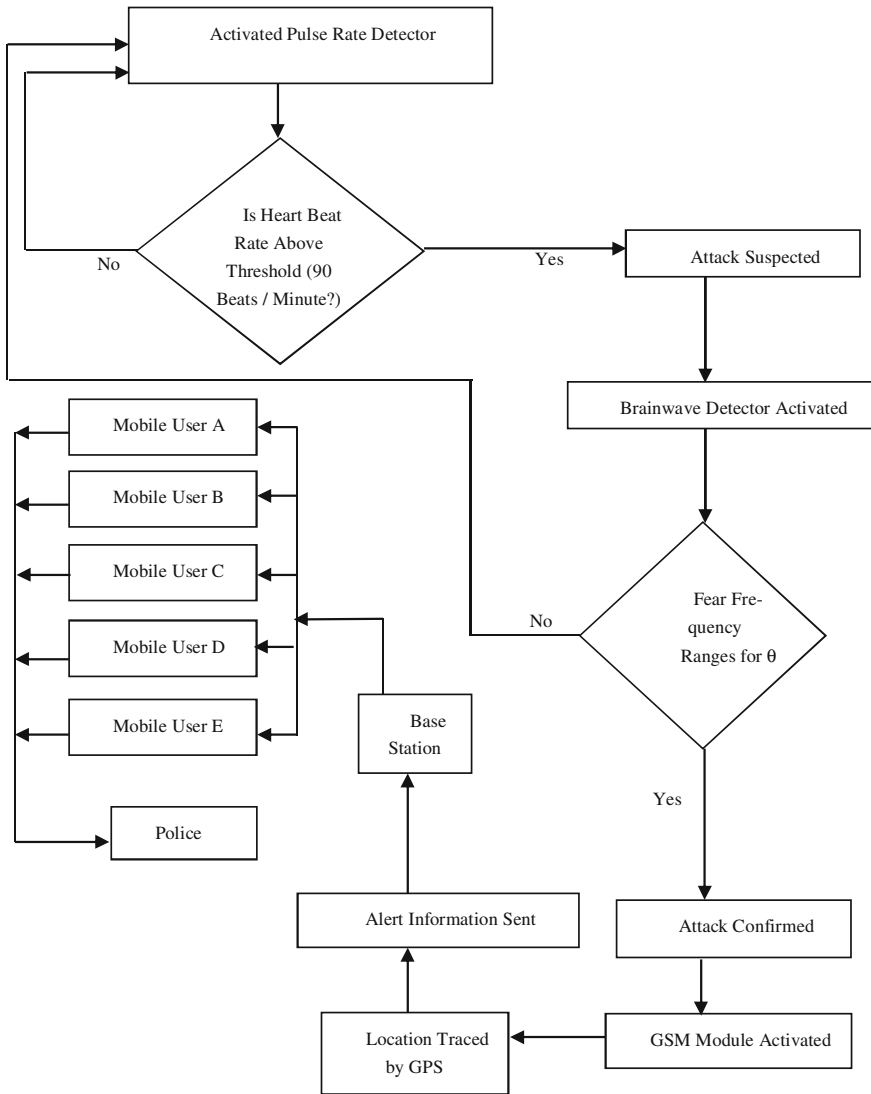 Activated Pulse Rate Detector
Is Heart Beat
Rate Above
Threshold (90
Beats / Minute?)
No
Yes
Attack Suspected
Brainwave Detector Activated
Mobile User A
Mobile User B
Mobile User C
Mobile User D
Mobile User E
Police
No
Fear Fre-
quency
Ranges for θ
Base
Station
Yes
Alert Information Sent
Attack Confirmed
Location Traced
by GPS
GSM Module Activated